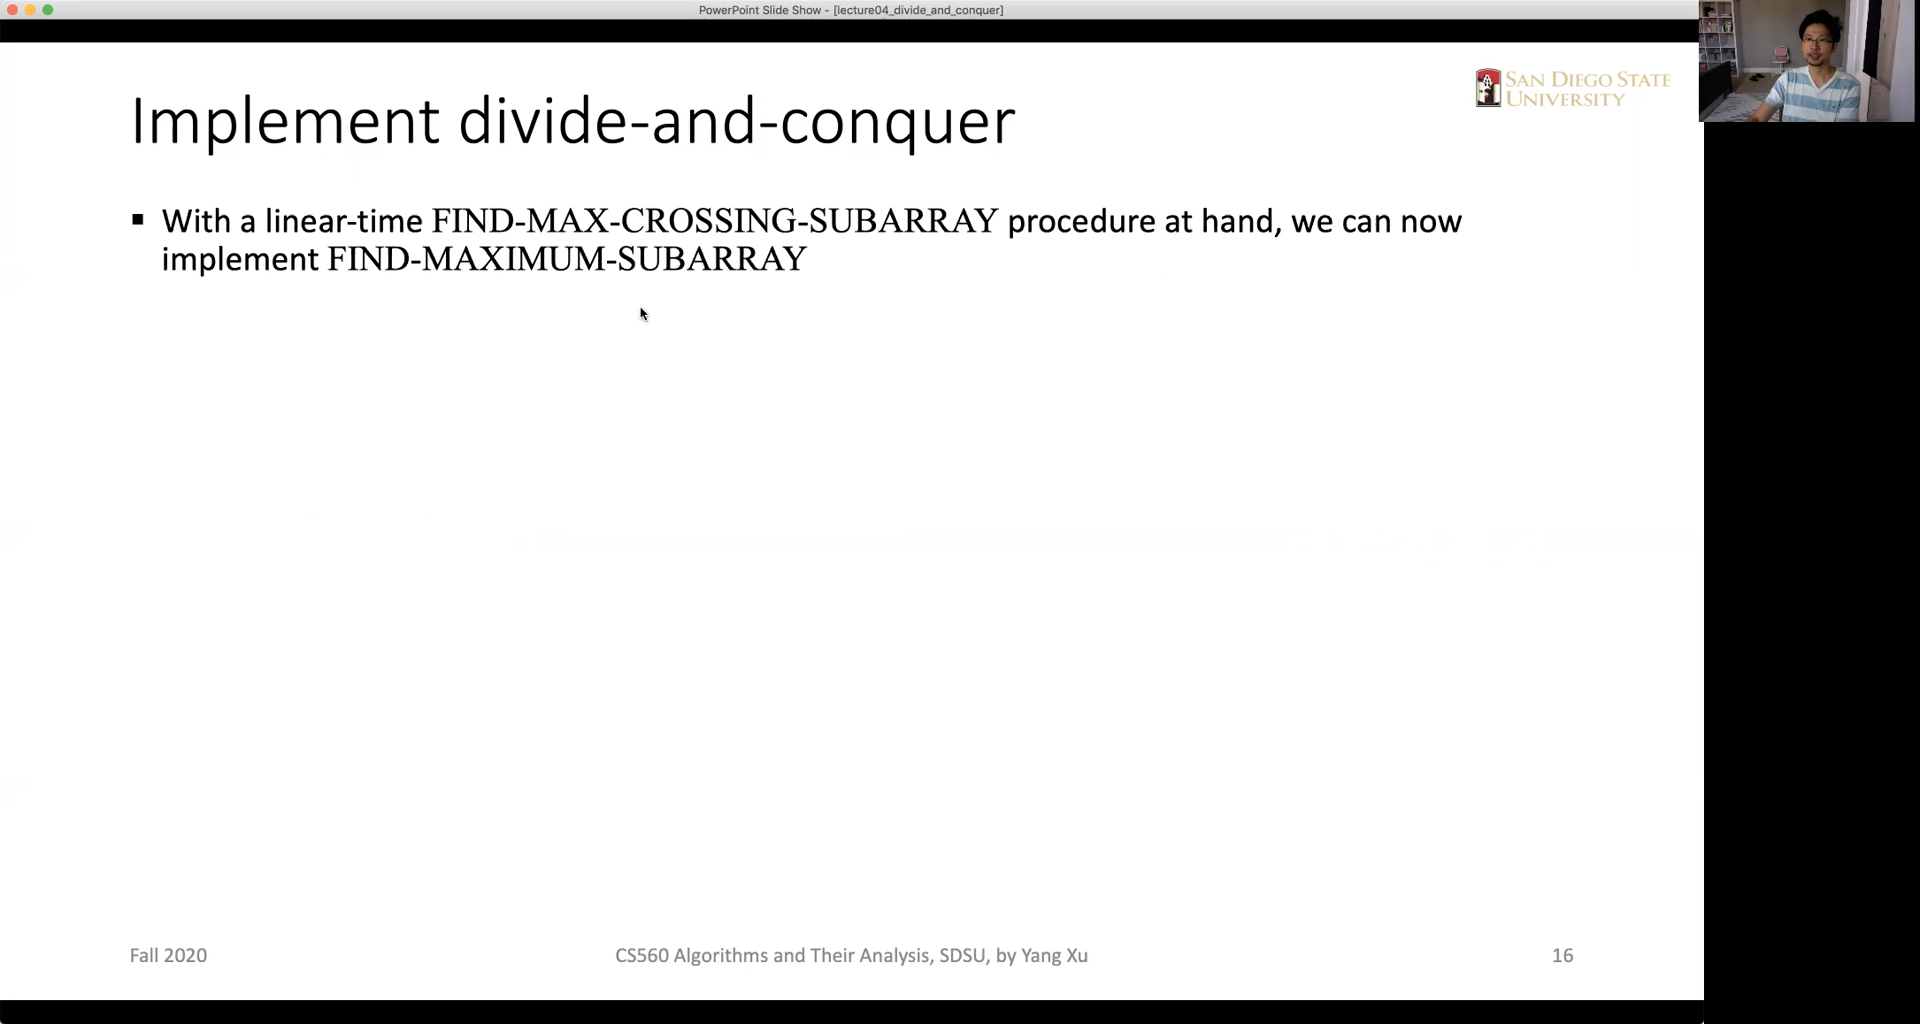 PowerPoint Slide Show - [lecture04_divide_and_conquer]
SAN DIEGO STATE
UNIVERSITY
Implement divide-and-conquer
▪ With a linear-time FIND-MAX-CROSSING-SUBARRAY procedure at hand, we can now
implement FIND-MAXIMUM-SUBARRAY
Fall 2020
CS560 Algorithms and Their Analysis, SDSU, by Yang Xu
16